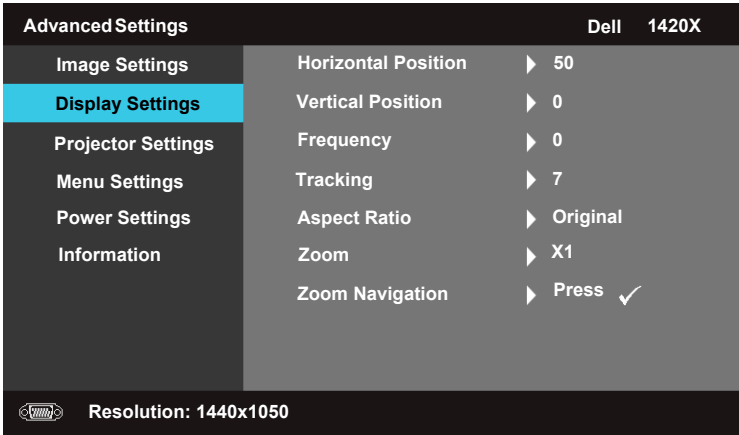 Advanced Settings Dell 1420X
Image Settings Horizontal Position 50
Display Settings Vertical Position 0
Projector Settings Frequency 0
Menu Settings Tracking 7
Power Settings Aspect Ratio Original
Information Zoom X1
Zoom Navigation Press
Resolution: 1440x1050